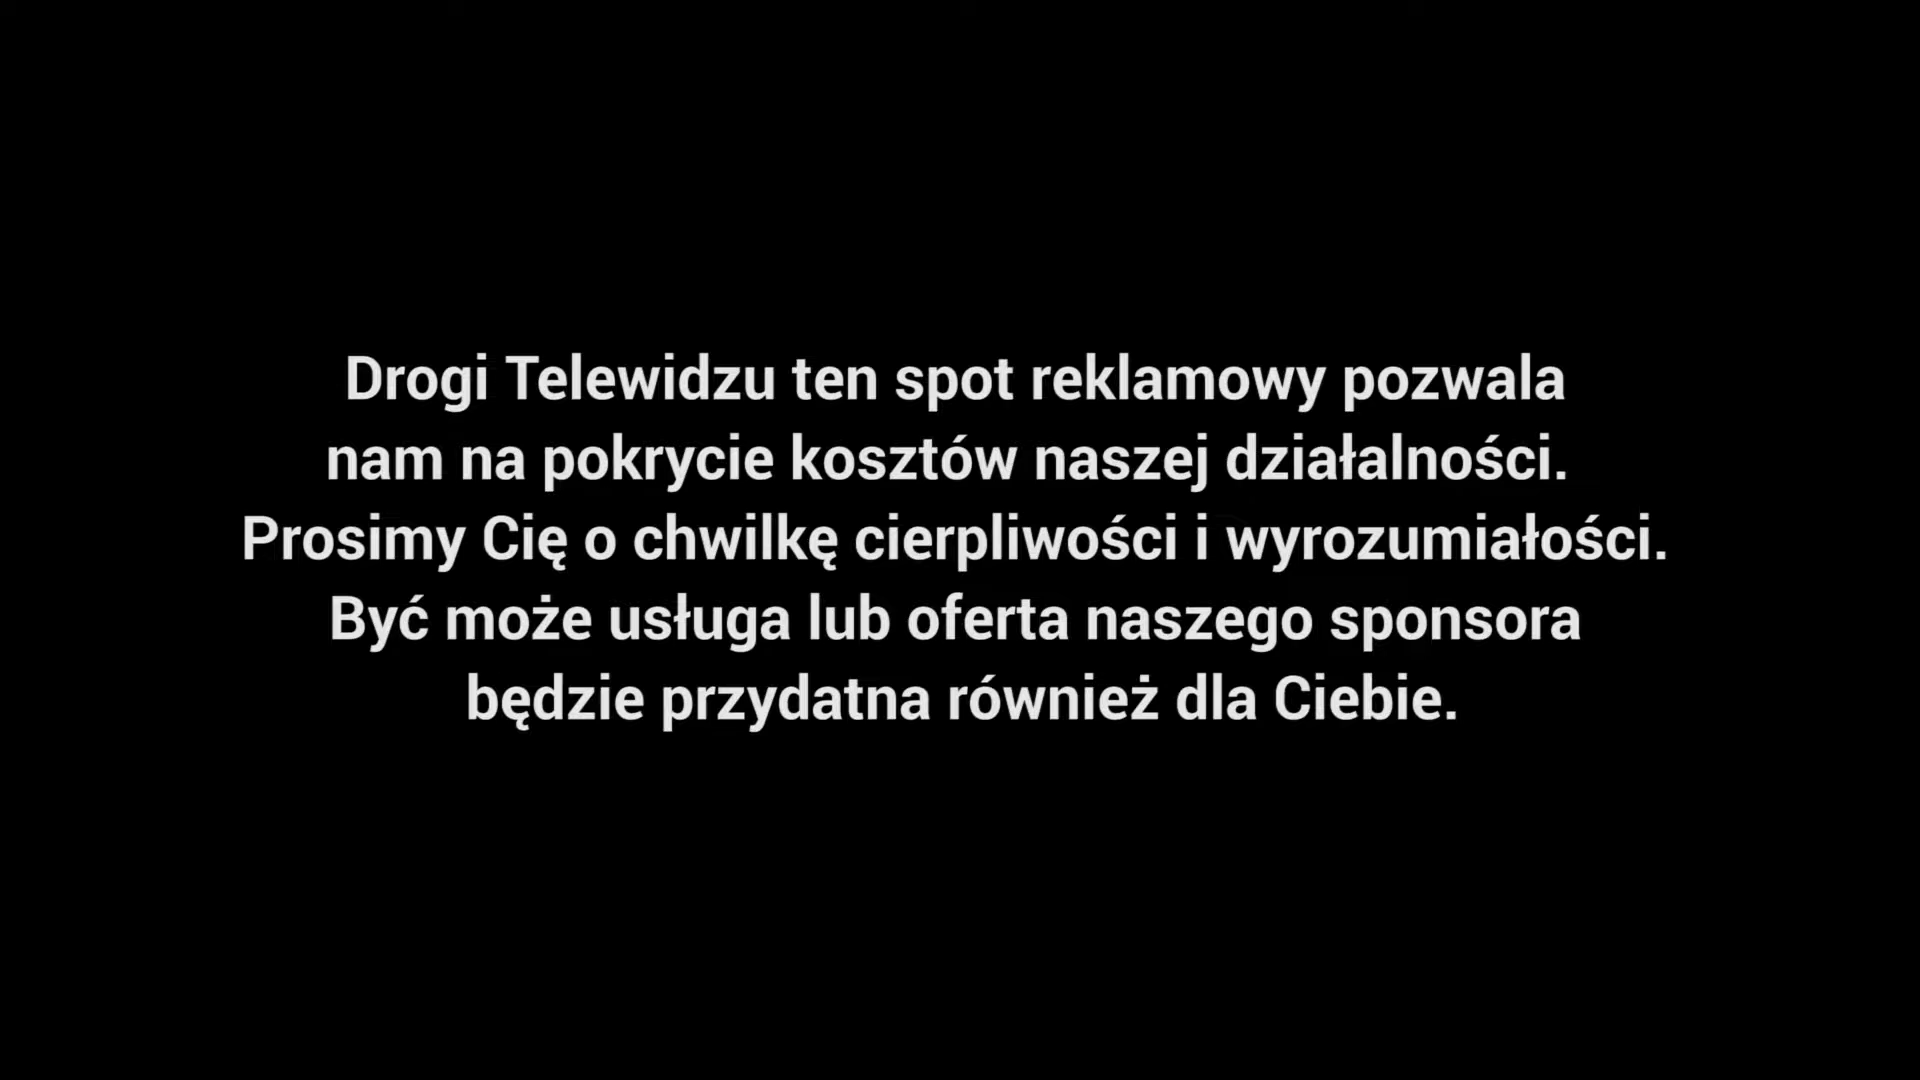 Drogi Telewidzu ten spot reklamowy pozwala
nam na pokrycie kosztów naszej działalności.
Prosimy Cię o chwilkę cierpliwości i wyrozumiałości.
Być może usługa lub oferta naszego sponsora
będzie przydatna również dla Ciebie.